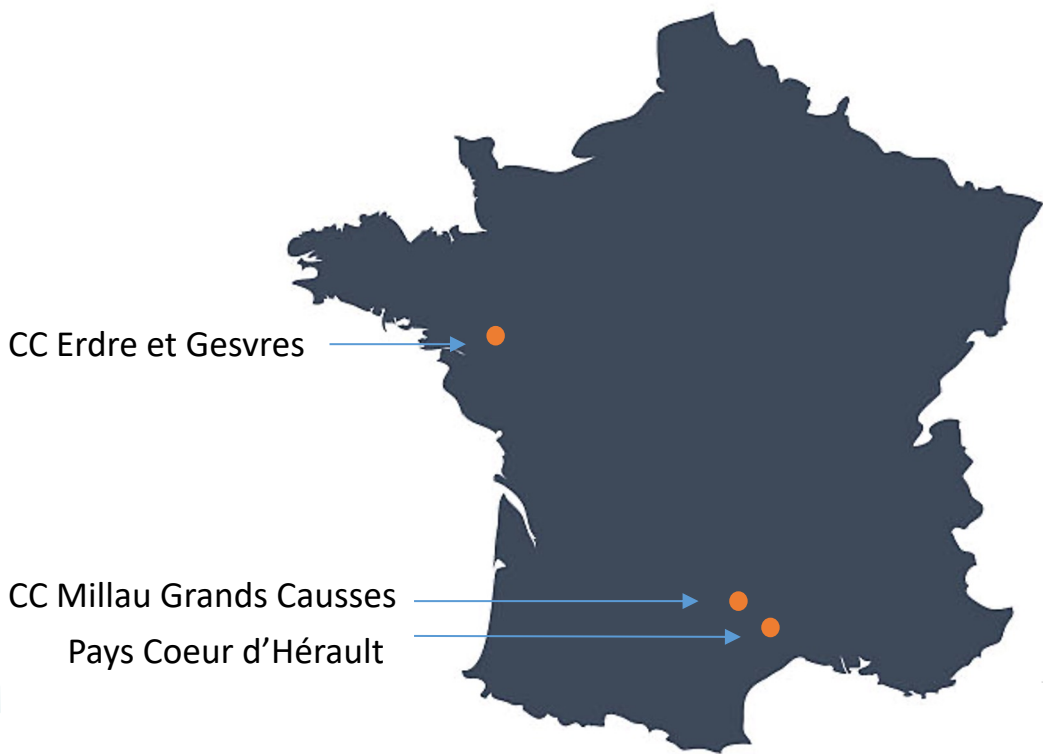 CC Erdre et Gesvres
CC Millau Grands Causses
Pays Coeur d’Hérault